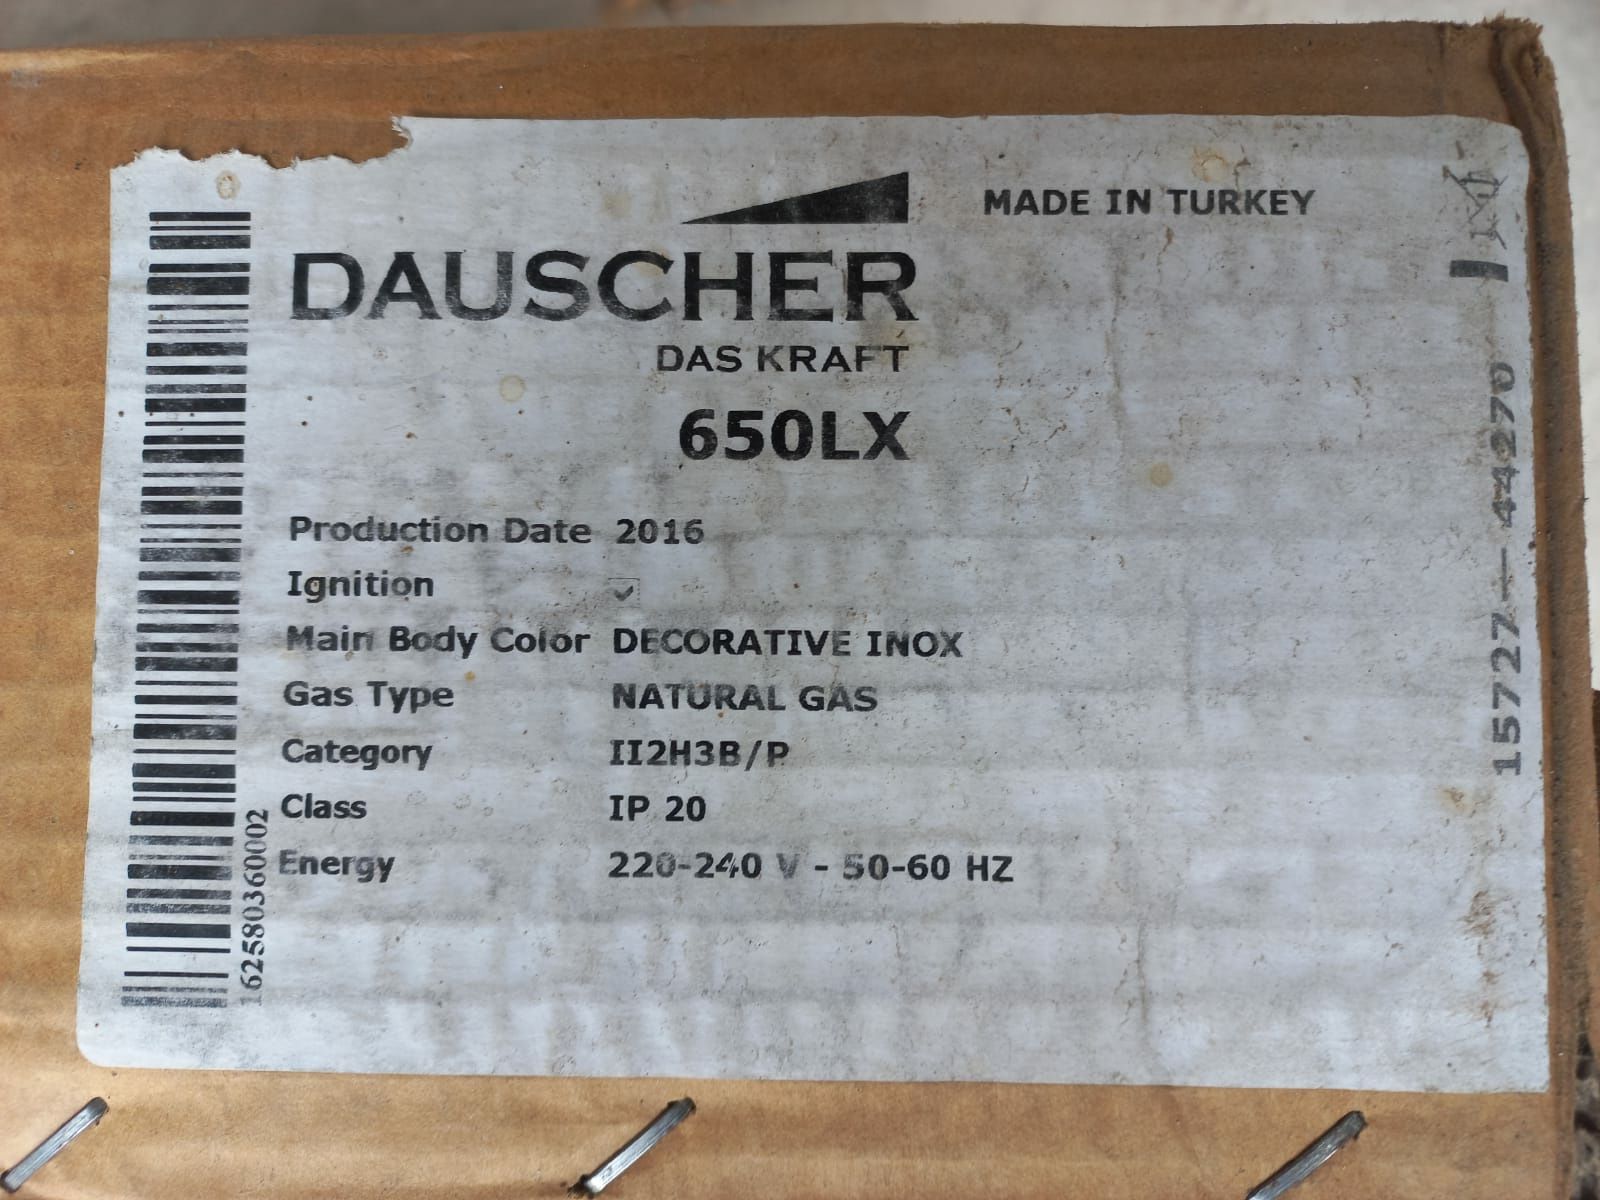 MADE IN TURKEY
DAUSCHER
DAS KRAFT
650LX
Production Date 2016
Ignition
Main Body Color DECORATIVE INOX
Gas Type NATURAL GAS
Category II2H3B/P
Class IP 20
Energy 220-240 V - 50-60 HZ
16258036002
15727-44270